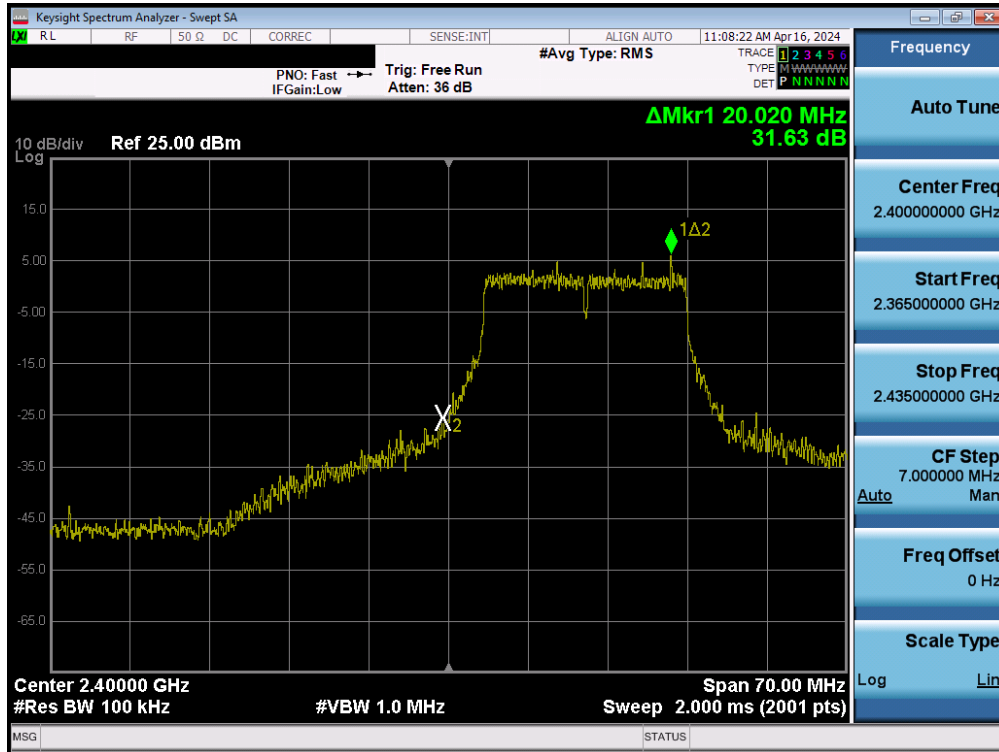 Keysight Spectrum Analyzer - Swept SA
LXI RL RF 50 Ω DC CORREC SENSE:INT ALIGN AUTO 11:08:22 AM Apr 16, 2024
PNO: Fast
IFGain:Low
Trig: Free Run
Atten: 36 dB
#Avg Type: RMS
TRACE 1 2 3 4 5 6
TYPE M WWWWW
DET P N N N N N
ΔMkr1 20.020 MHz
31.63 dB
10 dB/div
Log
Ref 25.00 dBm
15.0
5.00
-5.00
-15.0
-25.0
-35.0
-45.0
-55.0
-65.0
1Δ2
X2
Center 2.40000 GHz
Span 70.00 MHz
#Res BW 100 kHz
#VBW 1.0 MHz
Sweep 2.000 ms (2001 pts)
MSG
STATUS
Frequency
Auto Tune
Center Freq
2.400000000 GHz
Start Freq
2.365000000 GHz
Stop Freq
2.435000000 GHz
CF Step
7.000000 MHz
Auto Man
Freq Offset
0 Hz
Scale Type
Log Lin